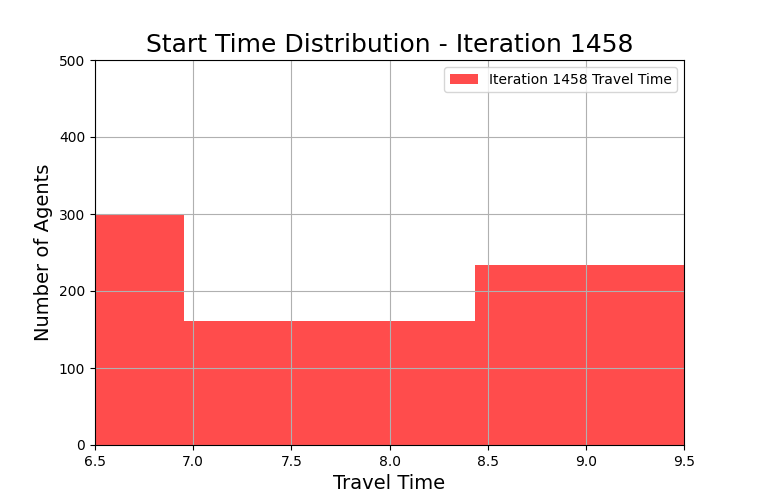 Start Time Distribution - Iteration 1458
Iteration 1458 Travel Time
Number of Agents
500
400
300
200
100
0
6.5 7.0 7.5 8.0 8.5 9.0 9.5
Travel Time